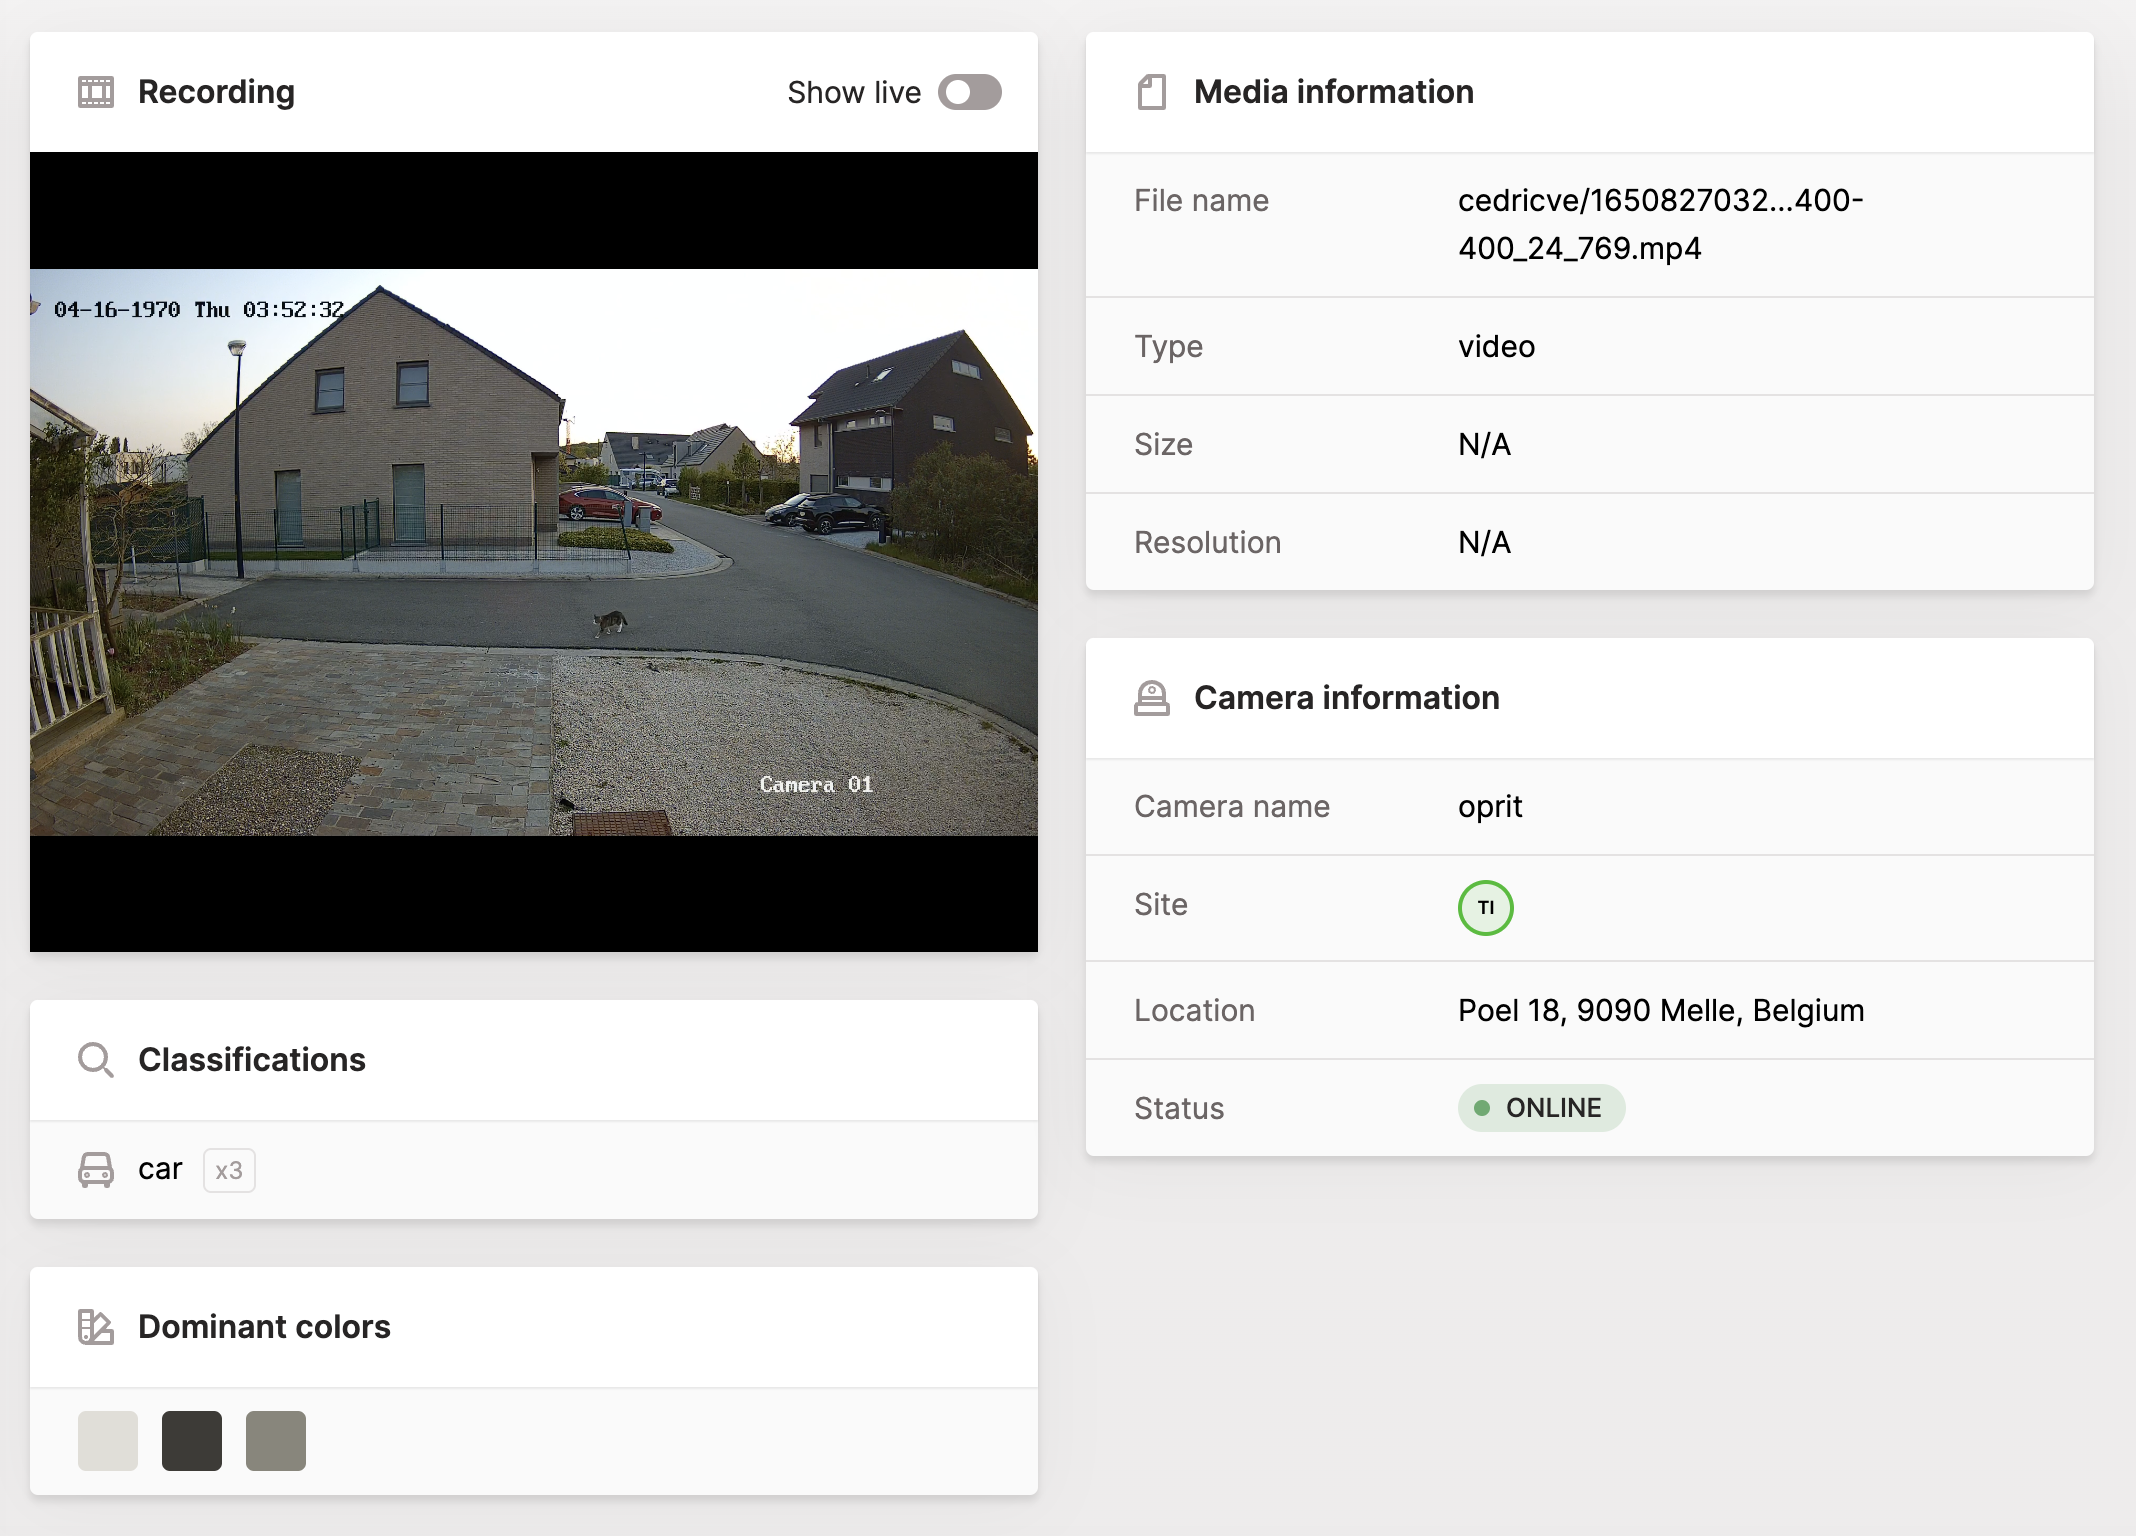 Recording
Show live
04-16-1970 Thu 03:52:32
Camera 01
Classifications
car x3
Dominant colors
Media information
File name cedricve/1650827032...400-
400_24_769.mp4
Type video
Size N/A
Resolution N/A
Camera information
Camera name oprit
Site TI
Location Poel 18, 9090 Melle, Belgium
Status ONLINE